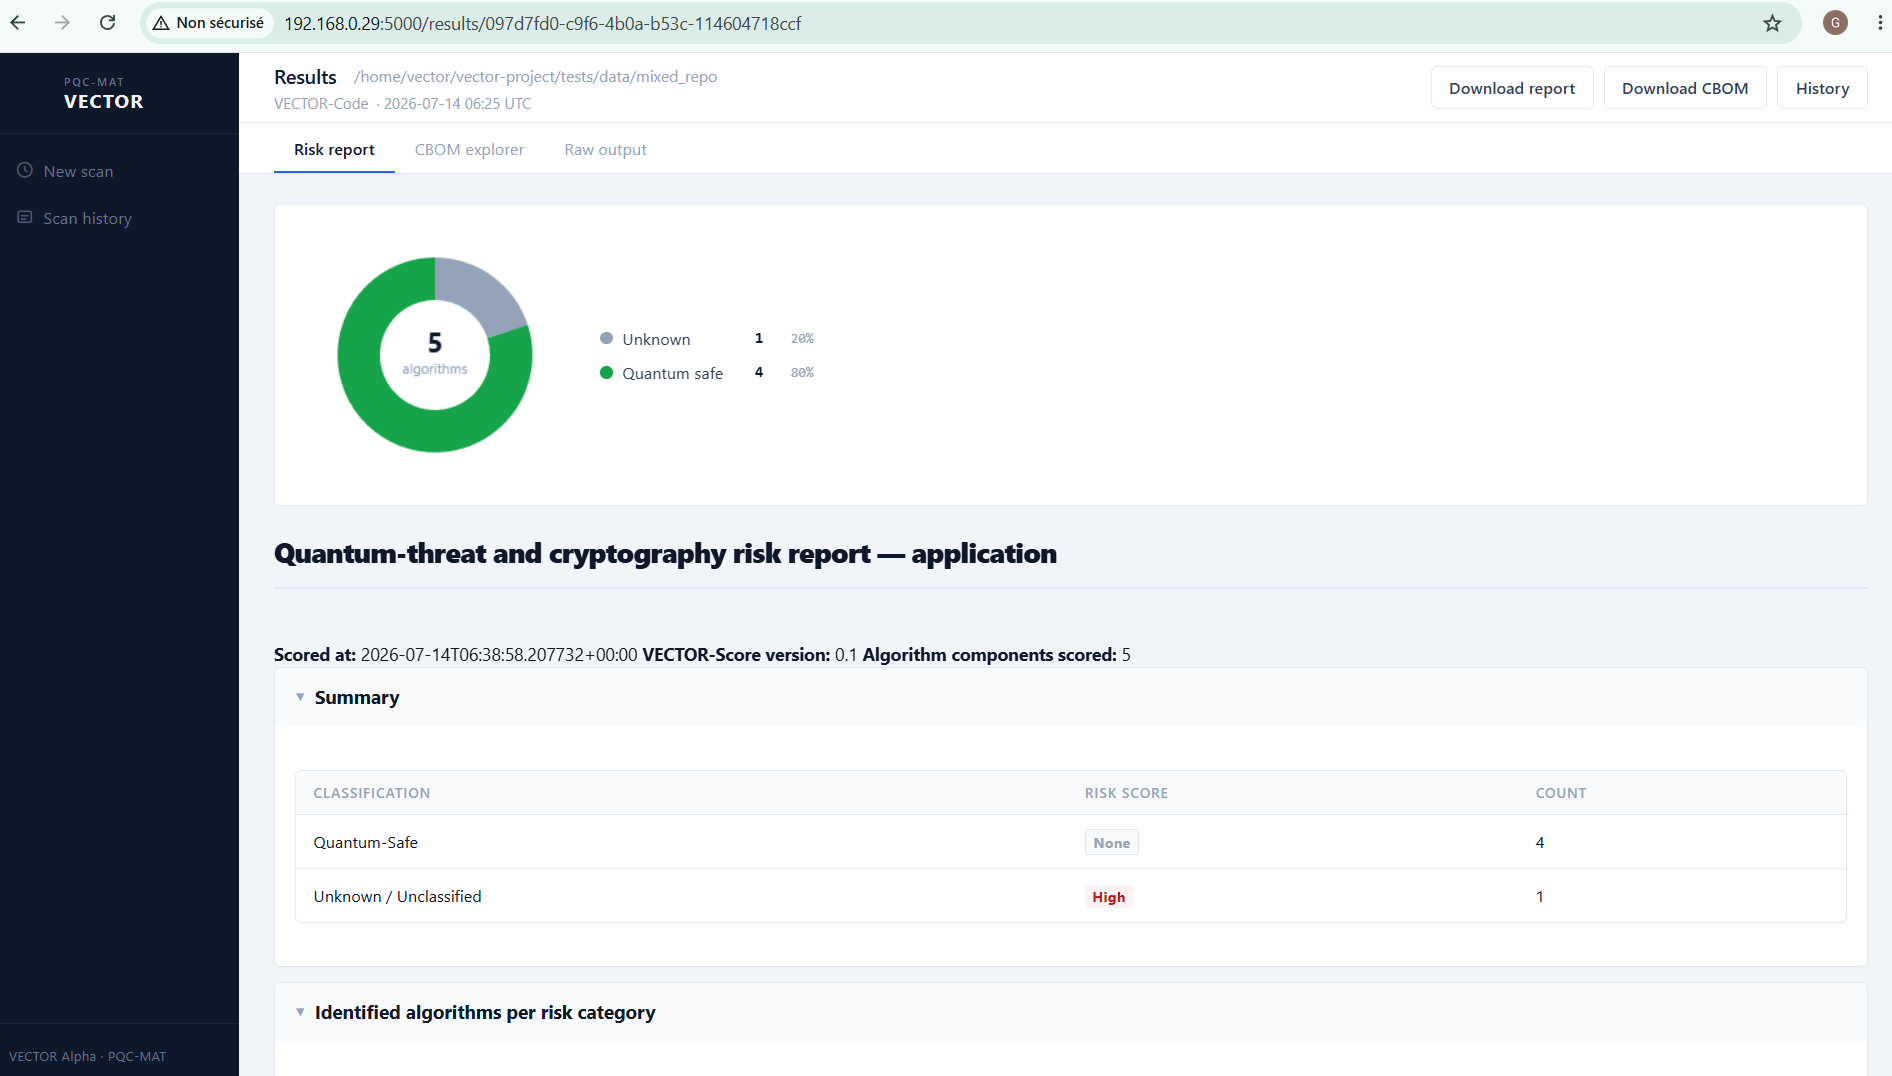 Non sécurisé
192.168.0.29:5000/results/097d7fd0-c9f6-4b0a-b53c-114604718ccf
G
PQC-MAT
VECTOR
New scan
Scan history
VECTOR Alpha · PQC-MAT
Results /home/vector/vector-project/tests/data/mixed_repo
VECTOR-Code · 2026-07-14 06:25 UTC
Download report
Download CBOM
History
Risk report
CBOM explorer
Raw output
5
algorithms
Unknown 1 20%
Quantum safe 4 80%
Quantum-threat and cryptography risk report — application
Scored at: 2026-07-14T06:38:58.207732+00:00 VECTOR-Score version: 0.1 Algorithm components scored: 5
Summary
CLASSIFICATION RISK SCORE COUNT
Quantum-Safe None 4
Unknown / Unclassified High 1
Identified algorithms per risk category